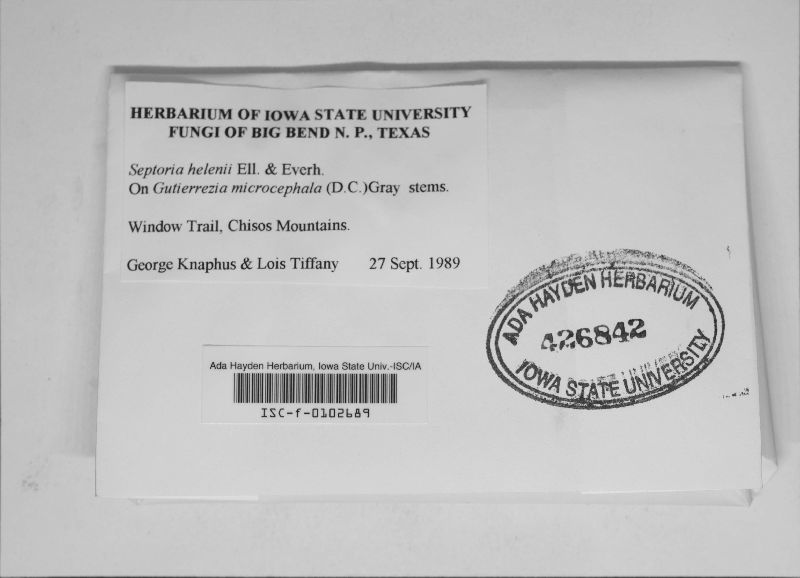 HERBARIUM OF IOWA STATE UNIVERSITY
FUNGI OF BIG BEND N. P., TEXAS
Septoria helenii Ell. & Everh.
On Gutierrezia microcephala (D.C.)Gray stems.
Window Trail, Chisos Mountains.
George Knaphus & Lois Tiffany 27 Sept. 1989
ADA HAYDEN HERBARIUM
426842
IOWA STATE UNIVERSITY
Ada Hayden Herbarium, Iowa State Univ.-ISC/IA
ISC-f-0102689